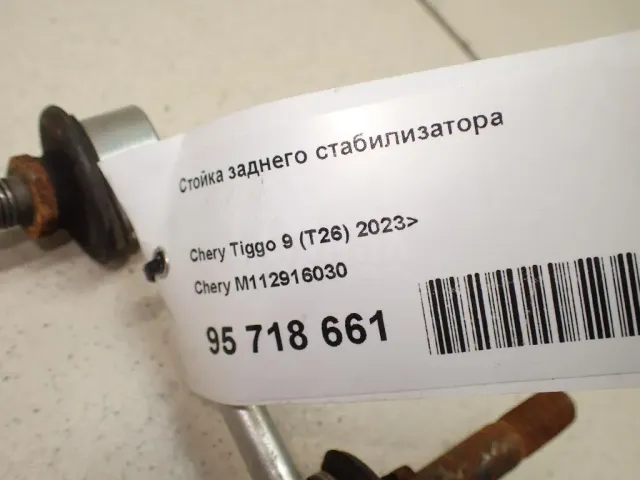 Стойка заднего стабилизатора
Chery Tiggo 9 (T26) 2023>
Chery M112916030
95 718 661